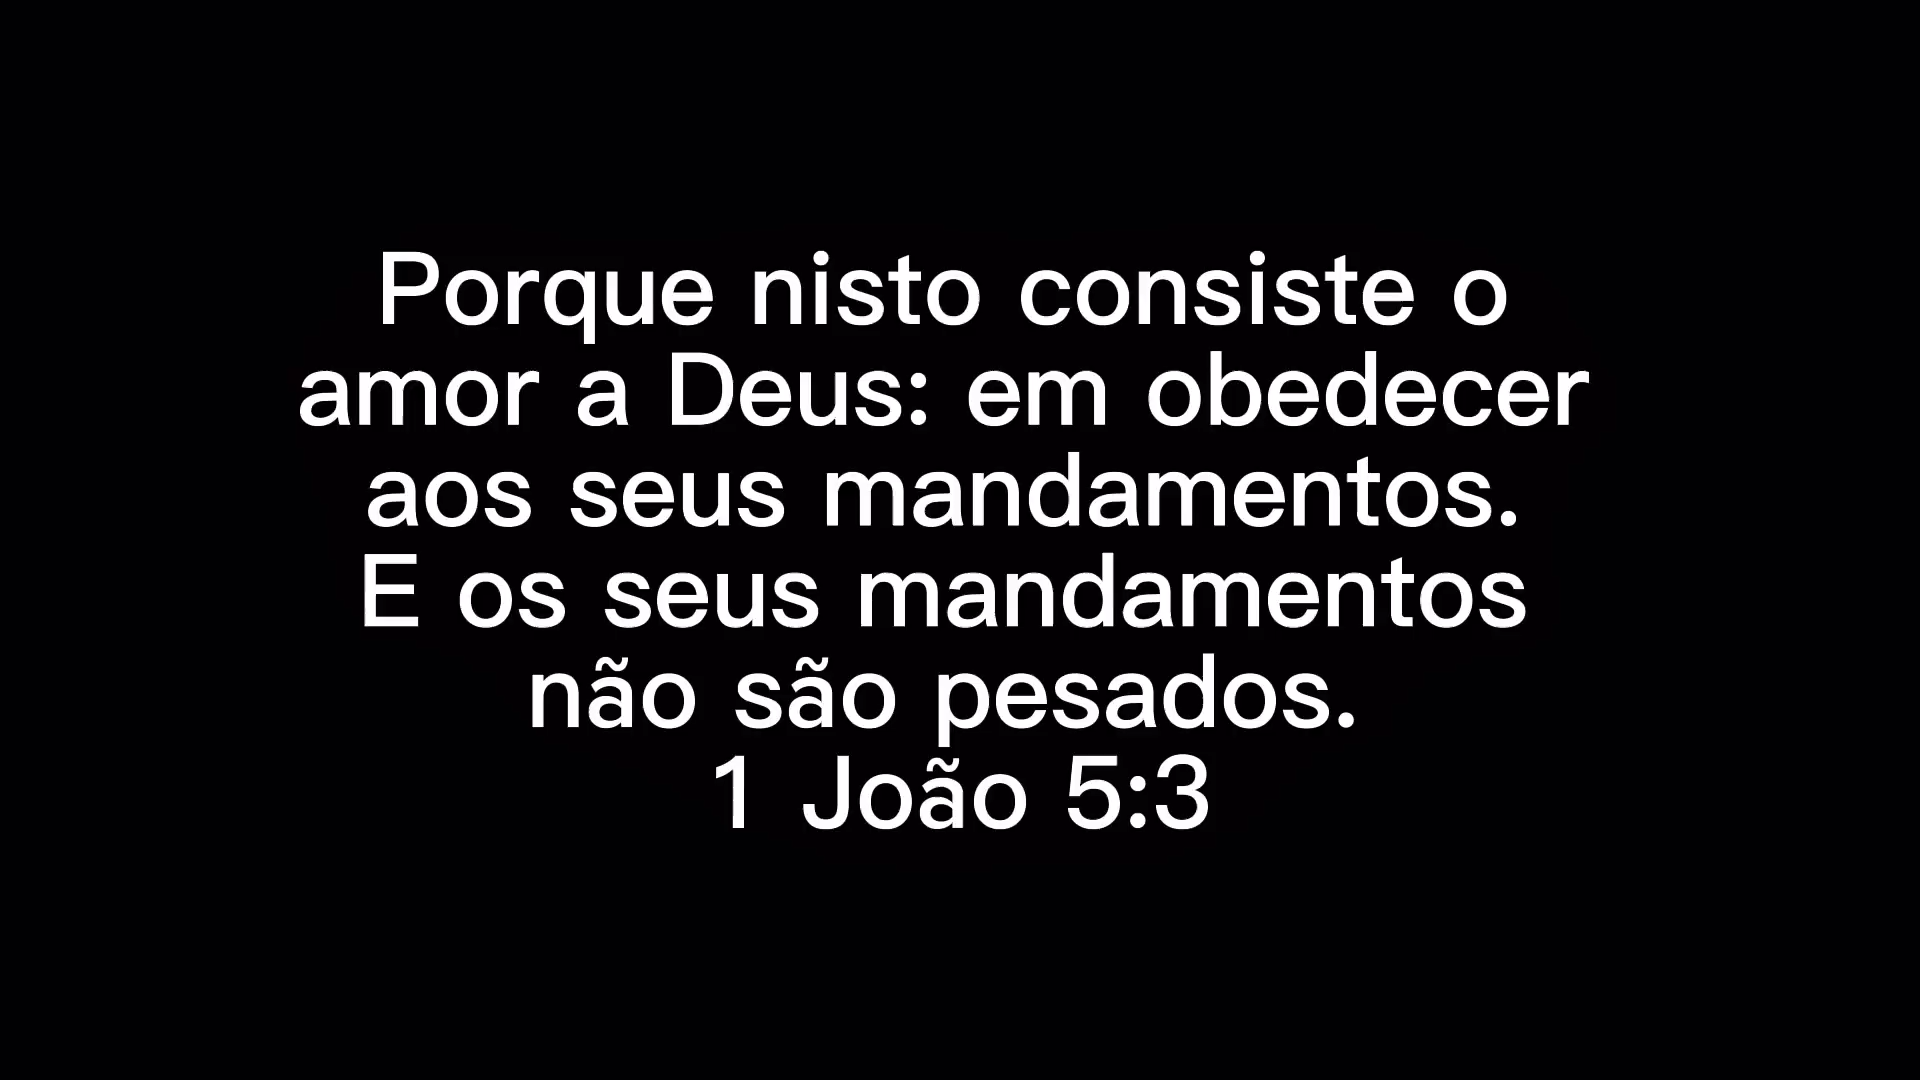 Porque nisto consiste o
amor a Deus: em obedecer
aos seus mandamentos.
E os seus mandamentos
não são pesados.
1 João 5:3